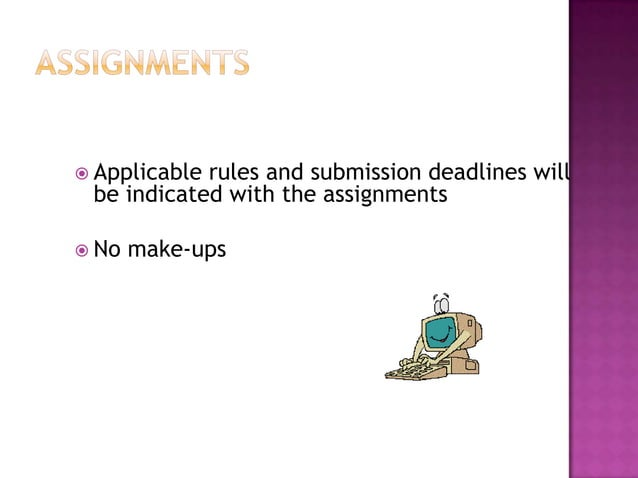 ASSIGNMENTS
Applicable rules and submission deadlines will
be indicated with the assignments
No make-ups